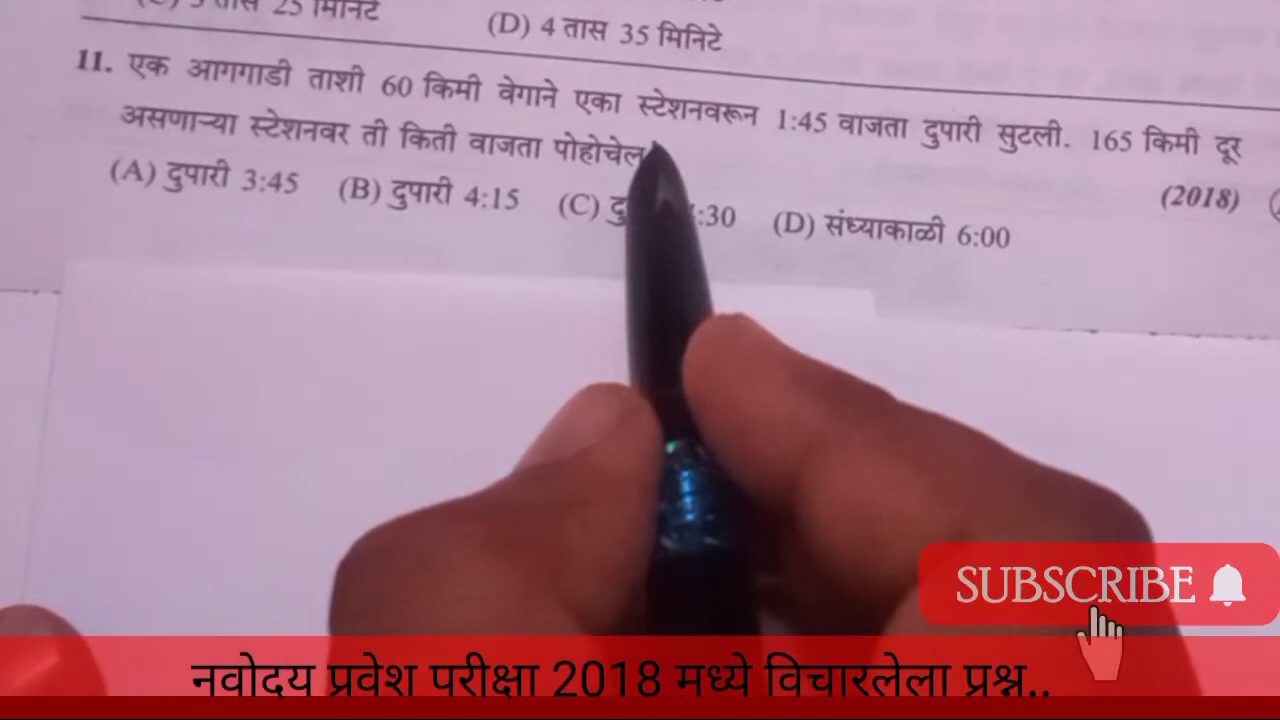 25 मिनिटे
(D) 4 तास 35 मिनिटे
11. एक आगगाडी ताशी 60 किमी वेगाने एका स्टेशनवरून 1:45 वाजता दुपारी सुटली. 165 किमी दूर
असणाऱ्या स्टेशनवर ती किती वाजता पोहोचेल
(2018)
(A) दुपारी 3:45 (B) दुपारी 4:15 (C) :30 (D) संध्याकाळी 6:00
SUBSCRIBE
नवोदय प्रवेश परीक्षा 2018 मध्ये विचारलेला प्रश्न..